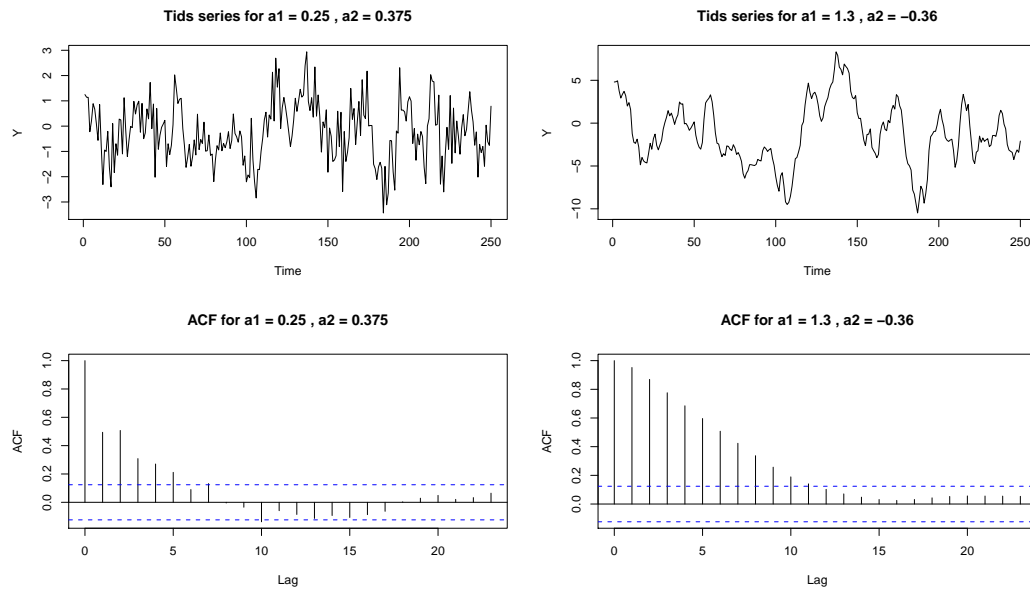 Tids series for a1 = 0.25 , a2 = 0.375
Y
3
2
1
0
−1
−2
−3
0 50 100 150 200 250
Time
Tids series for a1 = 1.3 , a2 = −0.36
Y
5
0
−5
−10
0 50 100 150 200 250
Time
ACF for a1 = 0.25 , a2 = 0.375
ACF
1.0
0.8
0.6
0.4
0.2
0.0
0 5 10 15 20
Lag
ACF for a1 = 1.3 , a2 = −0.36
ACF
1.0
0.8
0.6
0.4
0.2
0.0
0 5 10 15 20
Lag